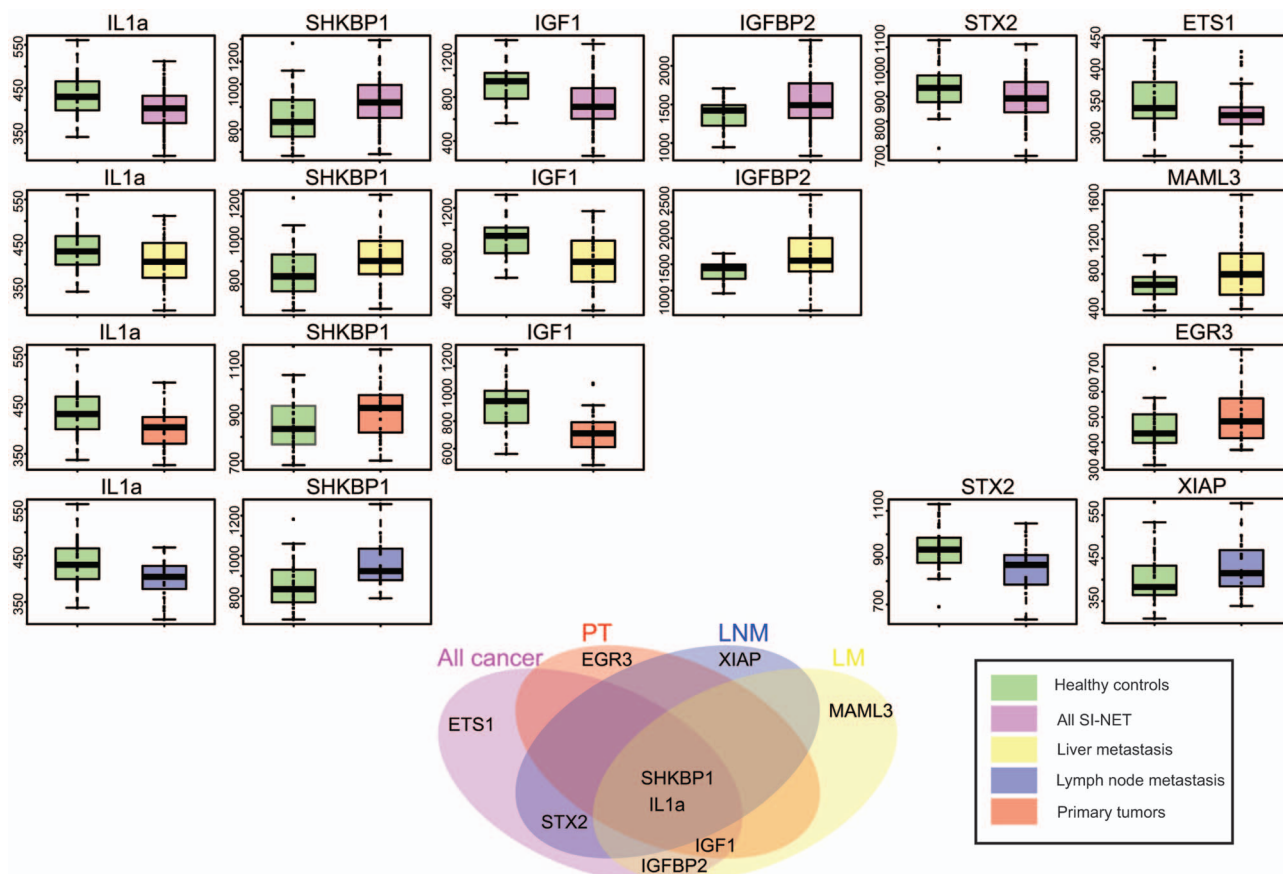 IL1a SHKBP1 IGF1 IGFBP2 STX2 ETS1
350 450 550
800 1000 1200
400 800 1200
1000 1500 2000
700 800 900 1000 1100
300 350 400 450
IL1a SHKBP1 IGF1 IGFBP2 MAML3
350 450 550
800 1000 1200
400 800 1200
1000 1500 2000 2500
400 800 1200 1600
IL1a SHKBP1 IGF1 EGR3
350 450 550
700 900 1100
600 800 1000 1200
300 400 500 600 700
IL1a SHKBP1 STX2 XIAP
350 450 550
800 1000 1200
700 900 1100
350 450 550
PT LNM
All cancer LM
EGR3 XIAP
ETS1 MAML3
SHKBP1
IL1a
STX2
IGF1
IGFBP2
Healthy controls
All SI-NET
Liver metastasis
Lymph node metastasis
Primary tumors